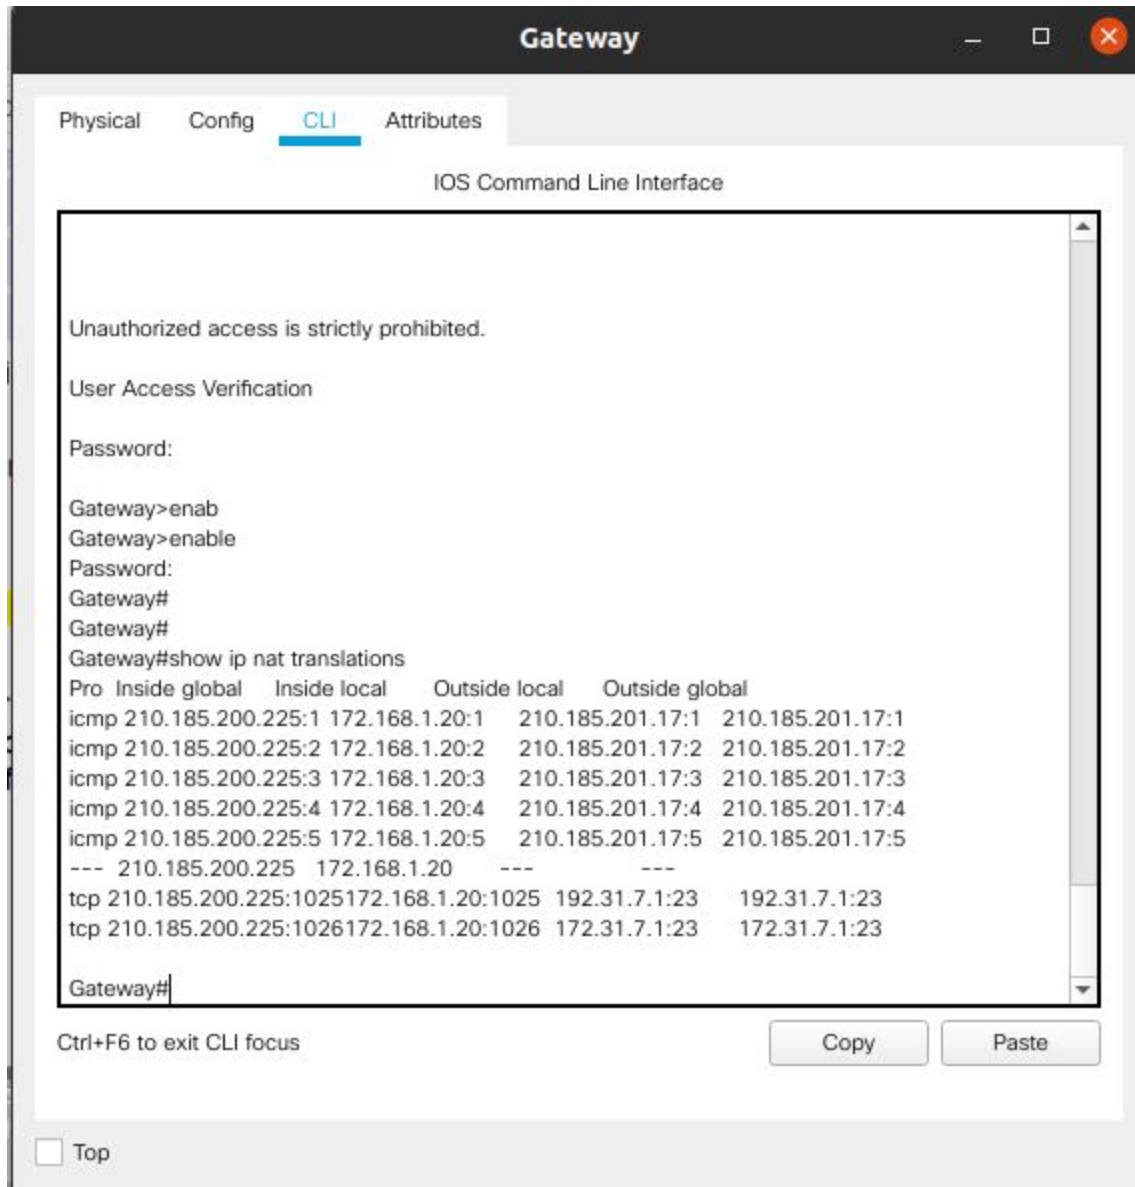 Gateway
Physical Config CLI Attributes
IOS Command Line Interface
Unauthorized access is strictly prohibited.
User Access Verification
Password:
Gateway>enab
Gateway>enable
Password:
Gateway#
Gateway#
Gateway#show ip nat translations
Pro Inside global Inside local Outside local Outside global
icmp 210.185.200.225:1 172.168.1.20:1 210.185.201.17:1 210.185.201.17:1
icmp 210.185.200.225:2 172.168.1.20:2 210.185.201.17:2 210.185.201.17:2
icmp 210.185.200.225:3 172.168.1.20:3 210.185.201.17:3 210.185.201.17:3
icmp 210.185.200.225:4 172.168.1.20:4 210.185.201.17:4 210.185.201.17:4
icmp 210.185.200.225:5 172.168.1.20:5 210.185.201.17:5 210.185.201.17:5
--- 210.185.200.225 172.168.1.20 --- ---
tcp 210.185.200.225:1025172.168.1.20:1025 192.31.7.1:23 192.31.7.1:23
tcp 210.185.200.225:1026172.168.1.20:1026 172.31.7.1:23 172.31.7.1:23
Gateway#
Ctrl+F6 to exit CLI focus
Copy Paste
Top